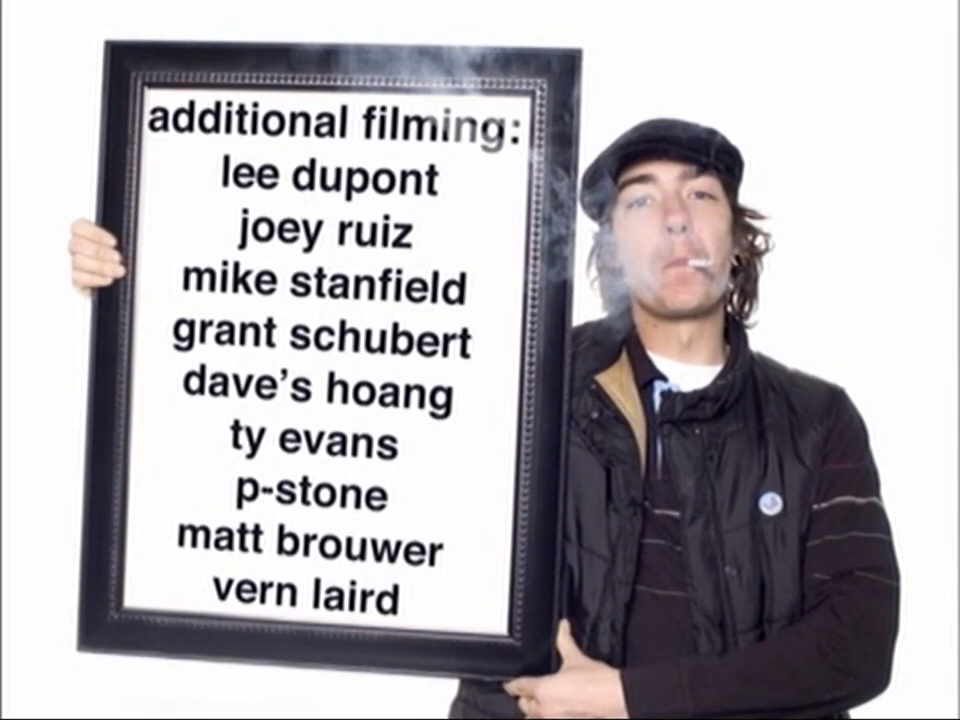 additional filming:
lee dupont
joey ruiz
mike stanfield
grant schubert
dave's hoang
ty evans
p-stone
matt brouwer
vern laird